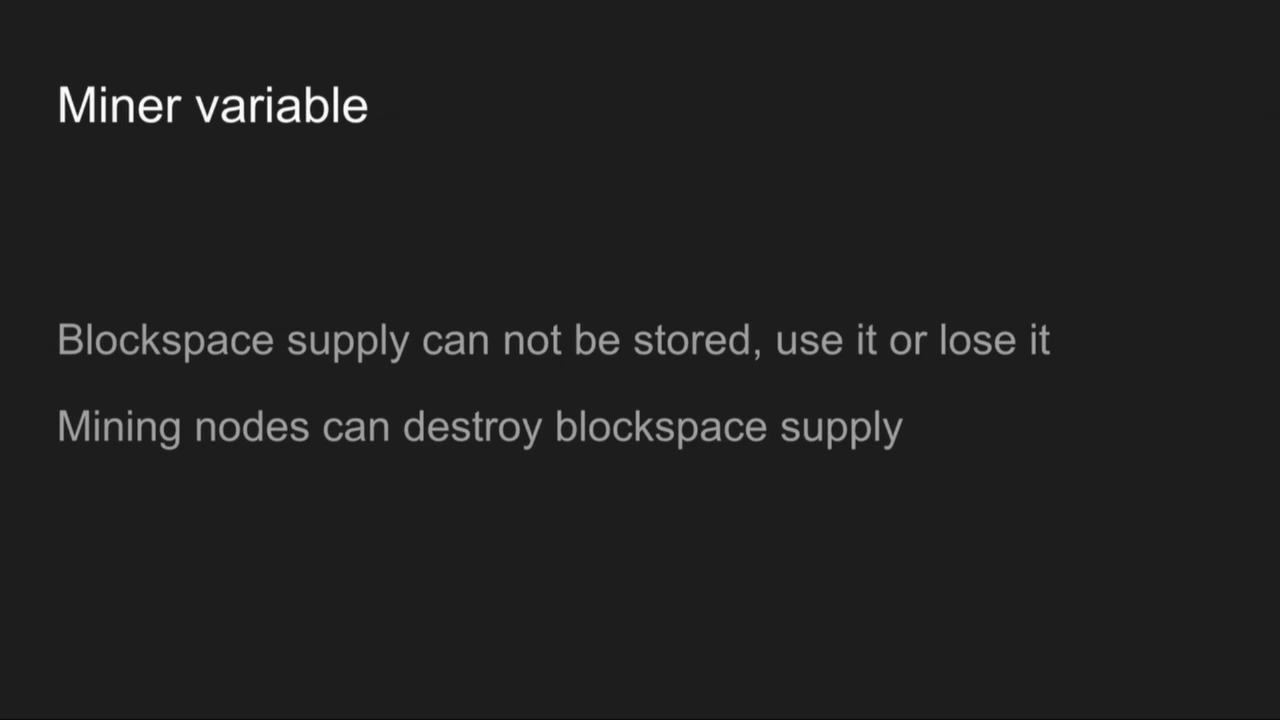 Miner variable
Blockspace supply can not be stored, use it or lose it
Mining nodes can destroy blockspace supply